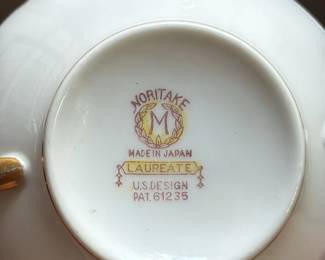 NORITAKE
M
MADE IN JAPAN
LAUREATE
U.S. DESIGN
PAT. 61235